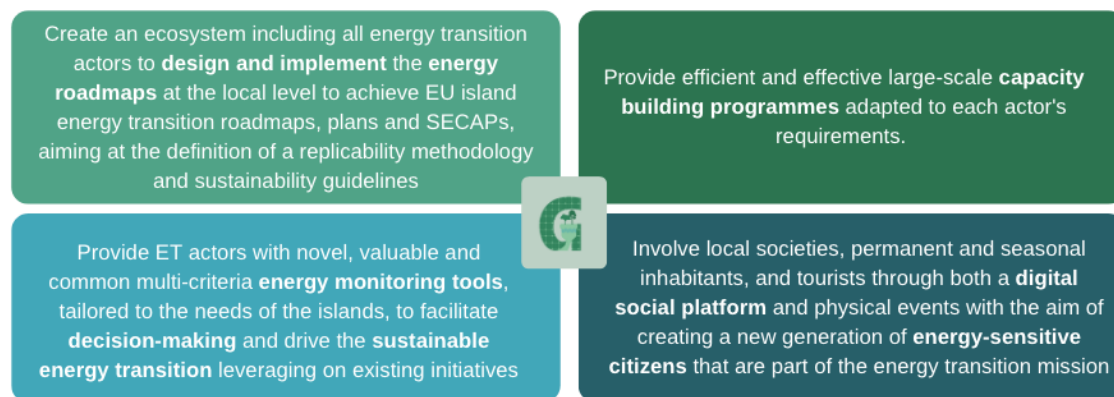 Create an ecosystem including all energy transition
actors to design and implement the energy
roadmaps at the local level to achieve EU island
energy transition roadmaps, plans and SECAPs,
aiming at the definition of a replicability methodology
and sustainability guidelines
Provide efficient and effective large-scale capacity
building programmes adapted to each actor's
requirements.
Provide ET actors with novel, valuable and
common multi-criteria energy monitoring tools,
tailored to the needs of the islands, to facilitate
decision-making and drive the sustainable
energy transition leveraging on existing initiatives
G
Involve local societies, permanent and seasonal
inhabitants, and tourists through both a digital
social platform and physical events with the aim of
creating a new generation of energy-sensitive
citizens that are part of the energy transition mission